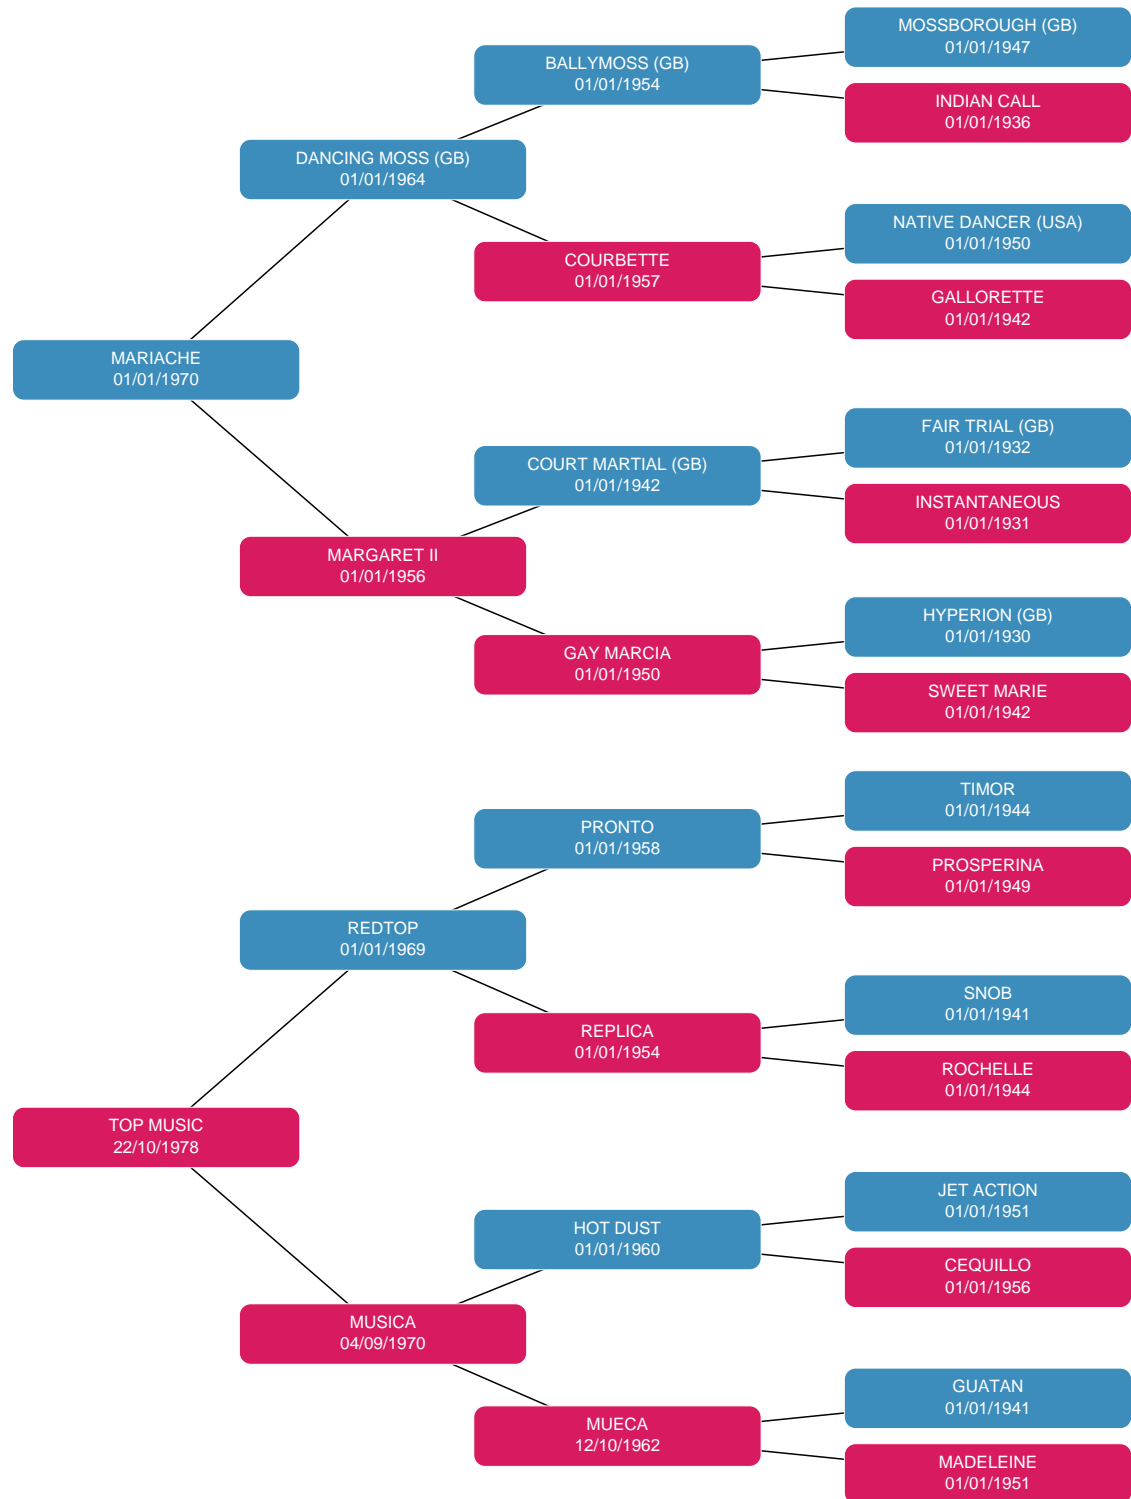 MOSSBOROUGH (GB)
01/01/1947
BALLYMOSS (GB)
01/01/1954
INDIAN CALL
01/01/1936
DANCING MOSS (GB)
01/01/1964
NATIVE DANCER (USA)
01/01/1950
COURBETTE
01/01/1957
GALLORETTE
01/01/1942
MARIACHE
01/01/1970
FAIR TRIAL (GB)
01/01/1932
COURT MARTIAL (GB)
01/01/1942
INSTANTANEOUS
01/01/1931
MARGARET II
01/01/1956
HYPERION (GB)
01/01/1930
GAY MARCIA
01/01/1950
SWEET MARIE
01/01/1942
TIMOR
01/01/1944
PRONTO
01/01/1958
PROSPERINA
01/01/1949
REDTOP
01/01/1969
SNOB
01/01/1941
REPLICA
01/01/1954
ROCHELLE
01/01/1944
TOP MUSIC
22/10/1978
JET ACTION
01/01/1951
HOT DUST
01/01/1960
CEQUILLO
01/01/1956
MUSICA
04/09/1970
GUATAN
01/01/1941
MUECA
12/10/1962
MADELEINE
01/01/1951